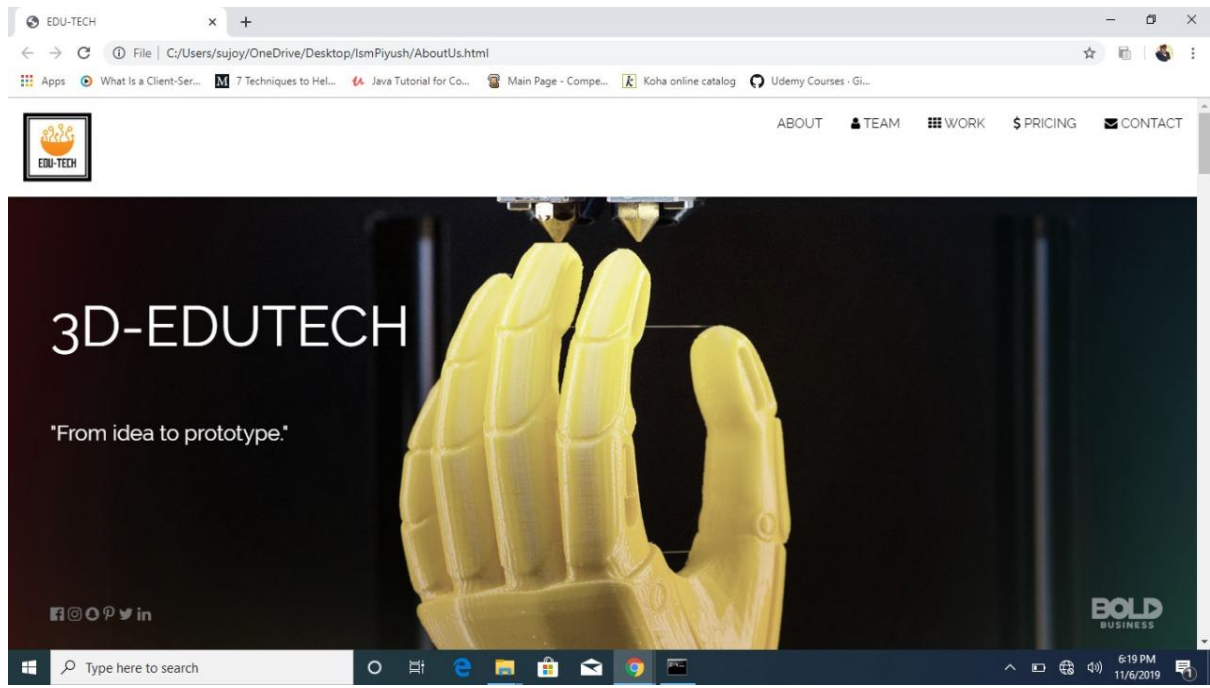 EDU-TECH
File | C:/Users/sujoy/OneDrive/Desktop/IsmPiyush/AboutUs.html
Apps What Is a Client-Ser... 7 Techniques to Hel... Java Tutorial for Co... Main Page - Compe... Koha online catalog Udemy Courses · Gi...
EDU-TECH
ABOUT TEAM WORK $ PRICING CONTACT
3D-EDUTECH
"From idea to prototype."
BOLD
BUSINESS
Type here to search
6:19 PM
11/6/2019